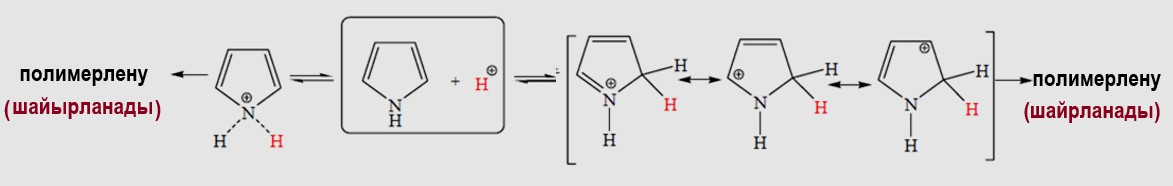 полимерлену
(шайырланады)
⊕
N
H
H
N
H
+ H⊕
⊕
N
H
H
H
⊕
N
H
H
H
⊕
N
H
H
H
полимерлену
(шайрланады)